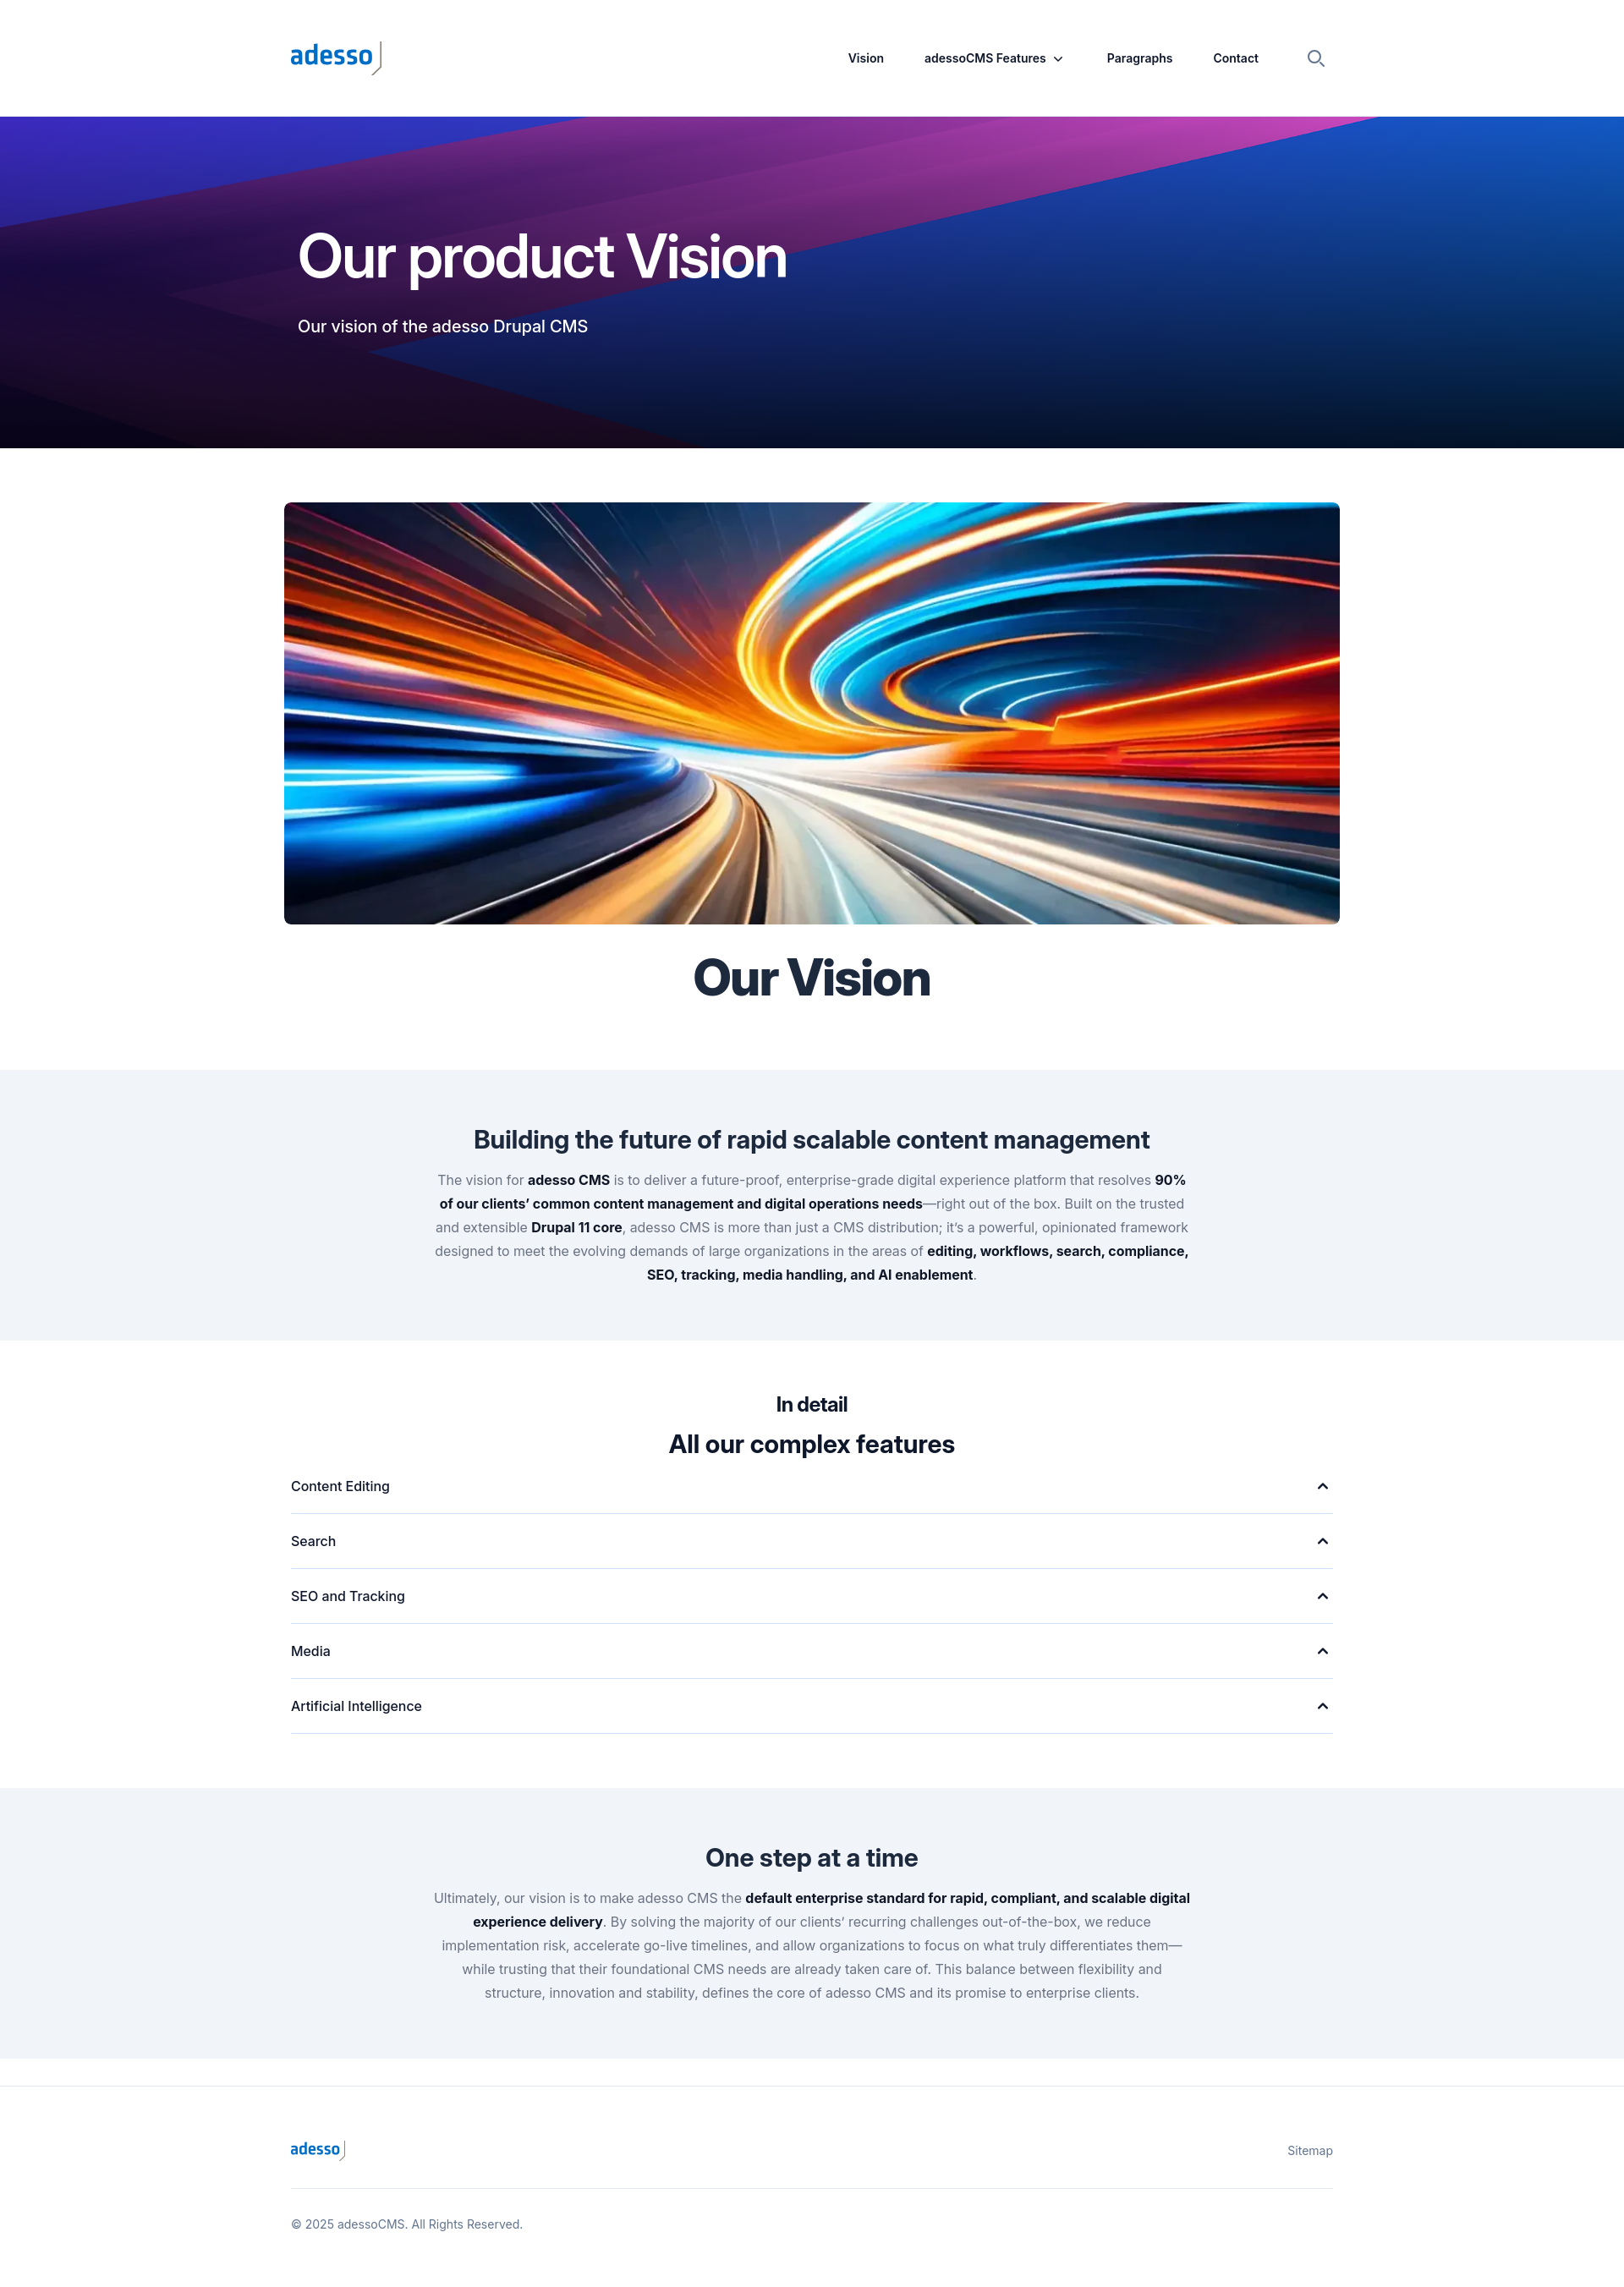 adesso
Vision
adessoCMS Features
Paragraphs
Contact
Our product Vision
Our vision of the adesso Drupal CMS
Our Vision
Building the future of rapid scalable content management
The vision for adesso CMS is to deliver a future-proof, enterprise-grade digital experience platform that resolves 90%
of our clients’ common content management and digital operations needs—right out of the box. Built on the trusted
and extensible Drupal 11 core, adesso CMS is more than just a CMS distribution; it’s a powerful, opinionated framework
designed to meet the evolving demands of large organizations in the areas of editing, workflows, search, compliance,
SEO, tracking, media handling, and AI enablement.
In detail
All our complex features
Content Editing
Search
SEO and Tracking
Media
Artificial Intelligence
One step at a time
Ultimately, our vision is to make adesso CMS the default enterprise standard for rapid, compliant, and scalable digital
experience delivery. By solving the majority of our clients’ recurring challenges out-of-the-box, we reduce
implementation risk, accelerate go-live timelines, and allow organizations to focus on what truly differentiates them—
while trusting that their foundational CMS needs are already taken care of. This balance between flexibility and
structure, innovation and stability, defines the core of adesso CMS and its promise to enterprise clients.
adesso
Sitemap
© 2025 adessoCMS. All Rights Reserved.